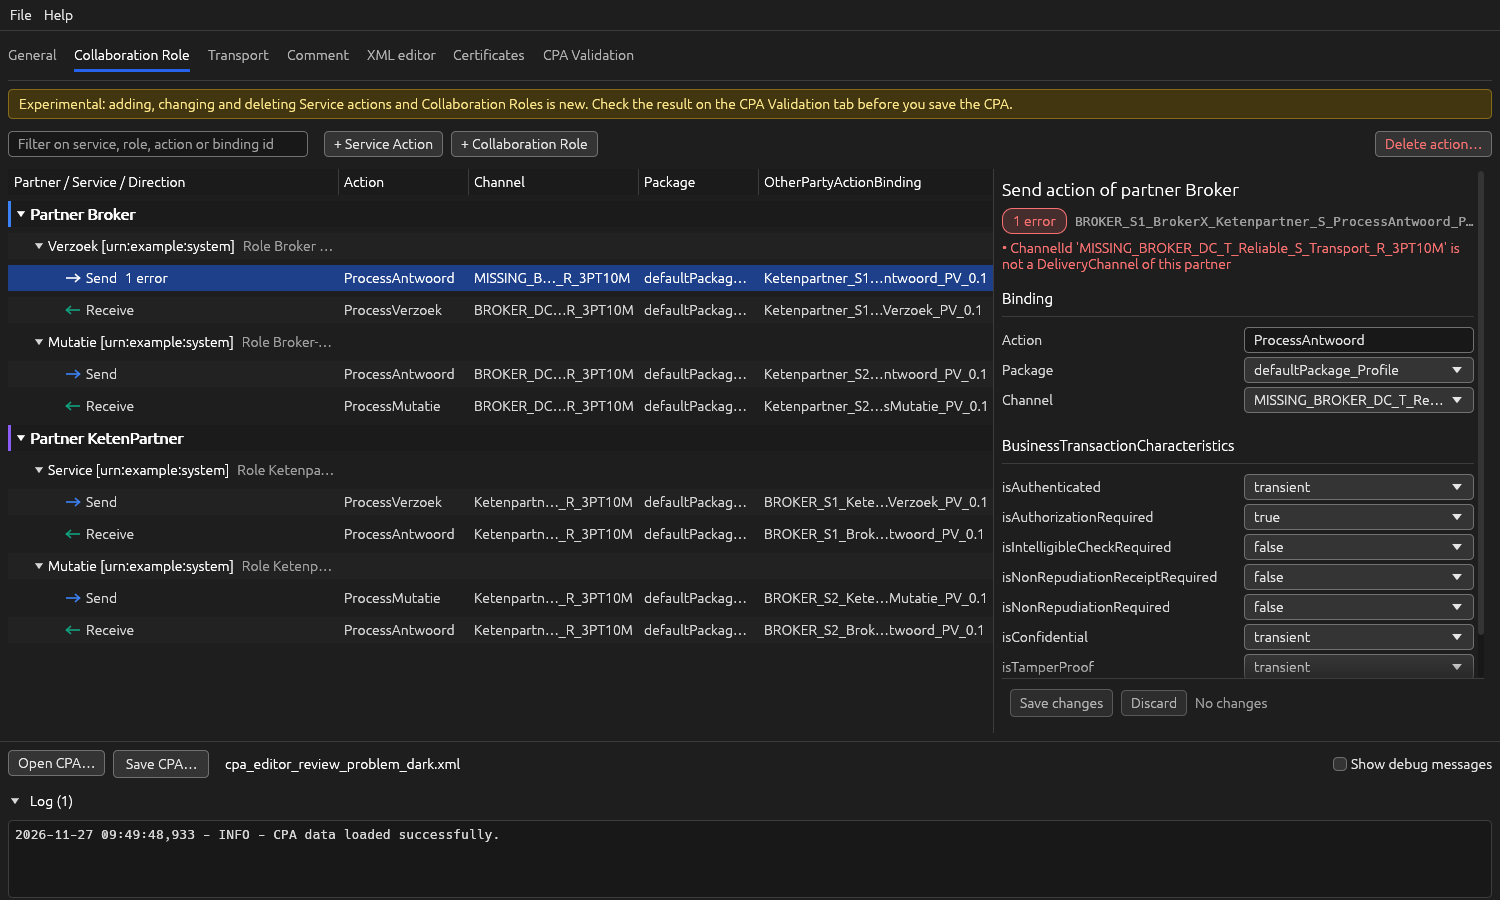 File Help
General Collaboration Role Transport Comment XML editor Certificates CPA Validation
Experimental: adding, changing and deleting Service actions and Collaboration Roles is new. Check the result on the CPA Validation tab before you save the CPA.
Filter on service, role, action or binding id + Service Action + Collaboration Role Delete action...
Partner / Service / Direction Action Channel Package OtherPartyActionBinding
Partner Broker
Verzoek [urn:example:system] Role Broker ...
Send 1 error ProcessAntwoord MISSING_B..._R_3PT10M defaultPackag... Ketenpartner_S1...ntwoord_PV_0.1
Receive ProcessVerzoek BROKER_DC...R_3PT10M defaultPackag... Ketenpartner_S1...Verzoek_PV_0.1
Mutatie [urn:example:system] Role Broker-...
Send ProcessAntwoord BROKER_DC...R_3PT10M defaultPackag... Ketenpartner_S2...ntwoord_PV_0.1
Receive ProcessMutatie BROKER_DC...R_3PT10M defaultPackag... Ketenpartner_S2...sMutatie_PV_0.1
Partner KetenPartner
Service [urn:example:system] Role Ketenpa...
Send ProcessVerzoek Ketenpartn..._R_3PT10M defaultPackag... BROKER_S1_Kete...Verzoek_PV_0.1
Receive ProcessAntwoord Ketenpartn..._R_3PT10M defaultPackag... BROKER_S1_Brok...twoord_PV_0.1
Mutatie [urn:example:system] Role Ketenp...
Send ProcessMutatie Ketenpartn..._R_3PT10M defaultPackag... BROKER_S2_Kete...Mutatie_PV_0.1
Receive ProcessAntwoord Ketenpartn..._R_3PT10M defaultPackag... BROKER_S2_Brok...twoord_PV_0.1
Send action of partner Broker
1 error BROKER_S1_BrokerX_Ketenpartner_S_ProcessAntwoord_P...
• ChannelId 'MISSING_BROKER_DC_T_Reliable_S_Transport_R_3PT10M' is
not a DeliveryChannel of this partner
Binding
Action ProcessAntwoord
Package defaultPackage_Profile
Channel MISSING_BROKER_DC_T_Re...
BusinessTransactionCharacteristics
isAuthenticated transient
isAuthorizationRequired true
isIntelligibleCheckRequired false
isNonRepudiationReceiptRequired false
isNonRepudiationRequired false
isConfidential transient
isTamperProof transient
Save changes Discard No changes
Open CPA... Save CPA... cpa_editor_review_problem_dark.xml Show debug messages
Log (1)
2026-11-27 09:49:48,933 - INFO - CPA data loaded successfully.